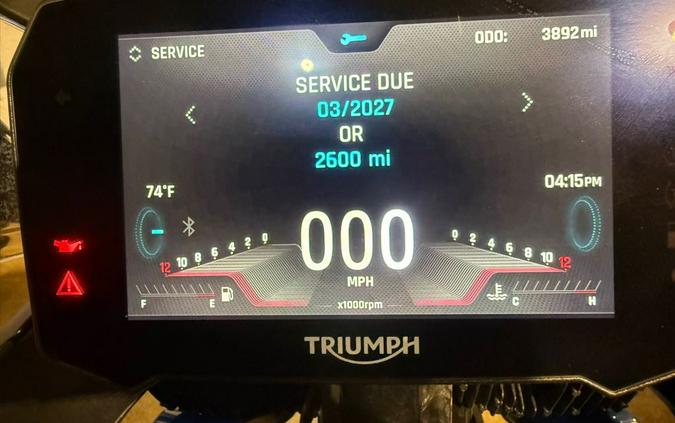 SERVICE
ODO: 3892 mi
SERVICE DUE
03/2027
OR
2600 mi
74°F
04:15PM
000
MPH
12 10 8 6 4 2 0
0 2 4 6 8 10 12
x1000rpm
F E
C H
TRIUMPH